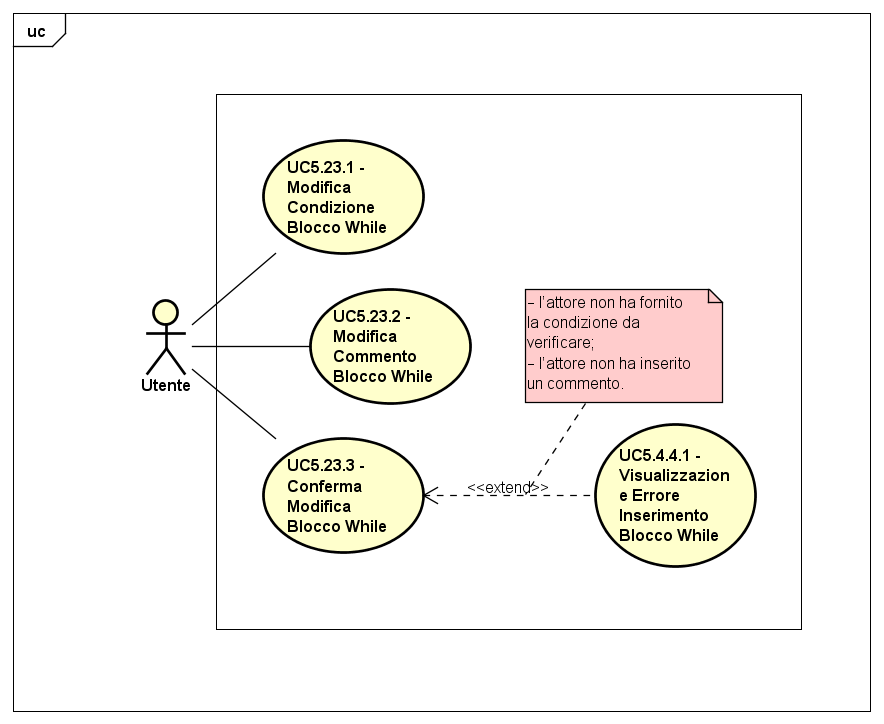 uc
UC5.23.1 -
Modifica
Condizione
Blocco While
UC5.23.2 -
Modifica
Commento
Blocco While
– l'attore non ha fornito
la condizione da
verificare;
– l'attore non ha inserito
un commento.
Utente
UC5.23.3 -
Conferma
Modifica
Blocco While
<<extend>>
UC5.4.4.1 -
Visualizzazion
e Errore
Inserimento
Blocco While